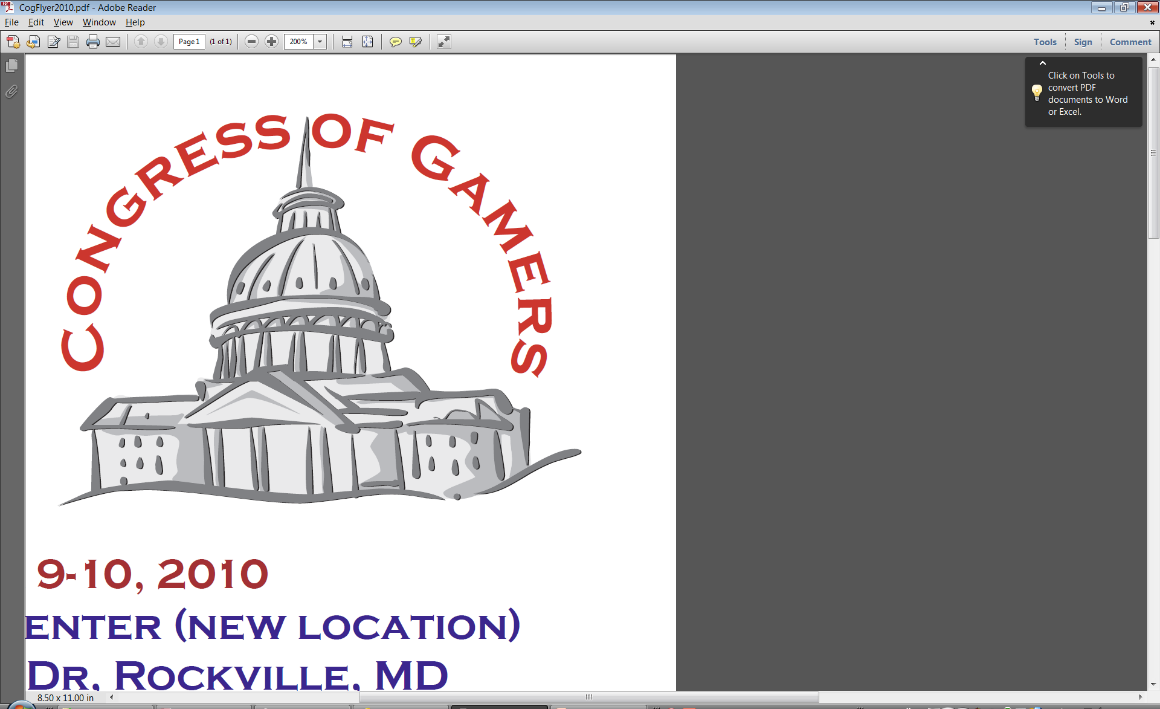 CogFlyer2010.pdf - Adobe Reader
File Edit View Window Help
Page 1 (1 of 1) 200% Tools Sign Comment
Click on Tools to
convert PDF
documents to Word
or Excel.
CONGRESS OF GAMERS
9-10, 2010
ENTER (NEW LOCATION)
DR, ROCKVILLE, MD
8.50 x 11.00 in